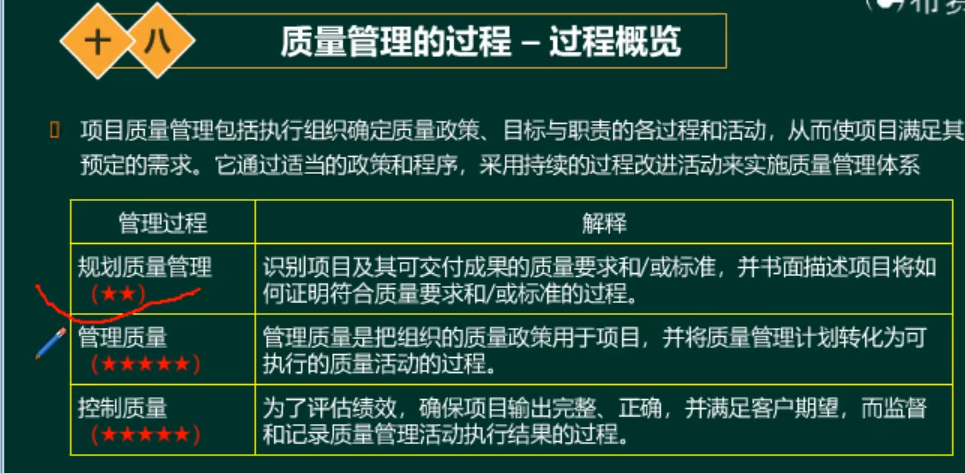 十八 质量管理的过程 – 过程概览
项目质量管理包括执行组织确定质量政策、目标与职责的各过程和活动，从而使项目满足其
预定的需求。它通过适当的政策和程序，采用持续的过程改进活动来实施质量管理体系
管理过程 解释
规划质量管理
（★★）
识别项目及其可交付成果的质量要求和/或标准，并书面描述项目将如
何证明符合质量要求和/或标准的过程。
管理质量
（★★★★★）
管理质量是把组织的质量政策用于项目，并将质量管理计划转化为可
执行的质量活动的过程。
控制质量
（★★★★★）
为了评估绩效，确保项目输出完整、正确，并满足客户期望，而监督
和记录质量管理活动执行结果的过程。